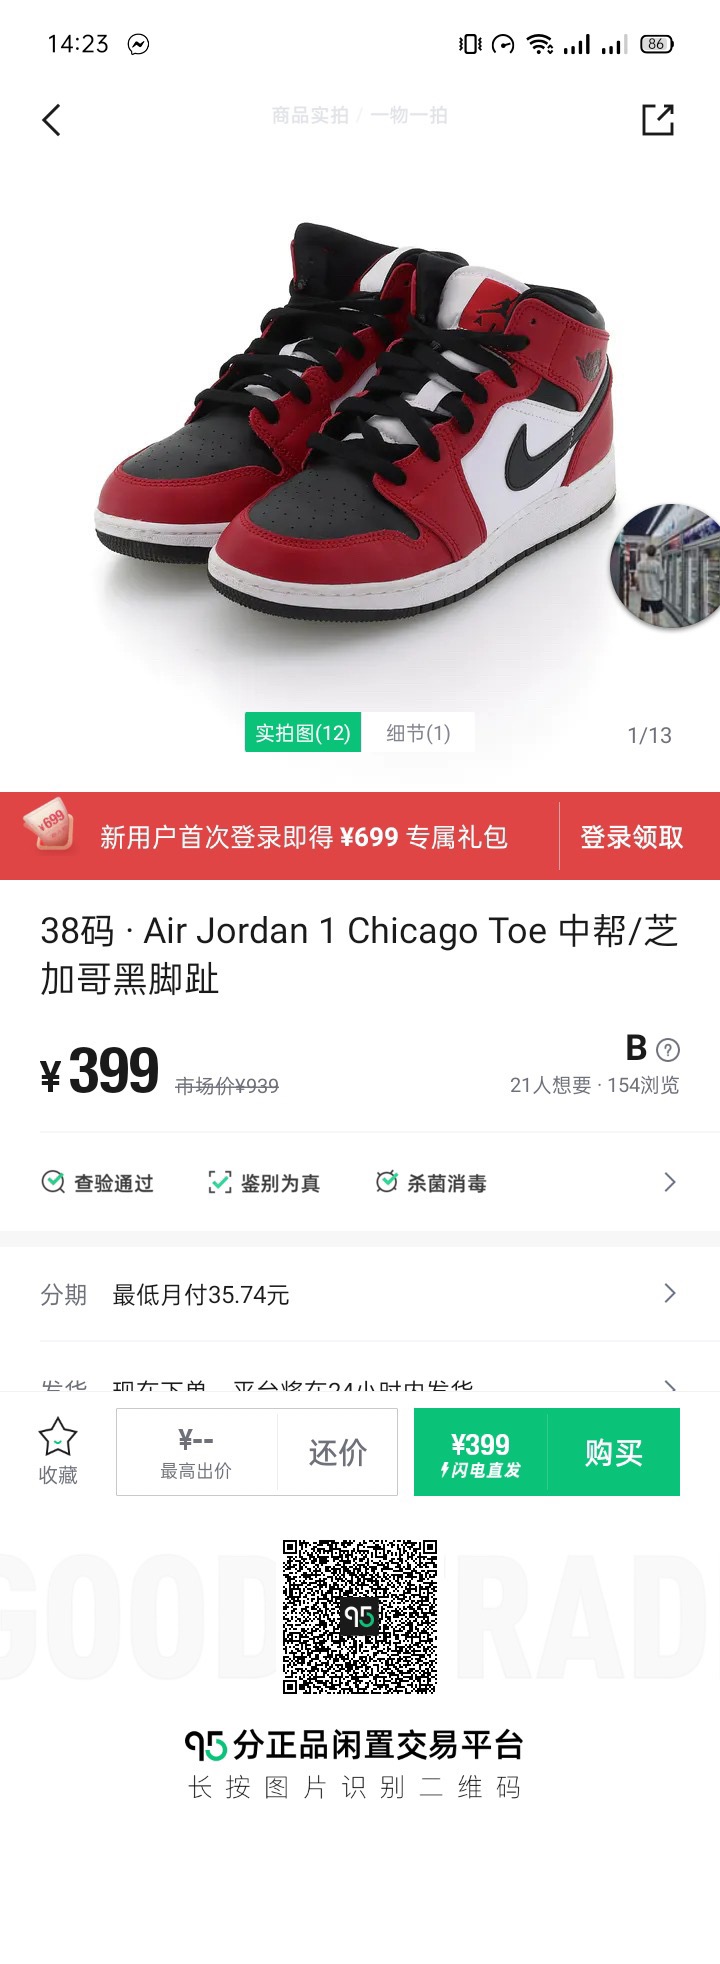 14:23
86
商品实拍 / 一物一拍
实拍图(12) 细节(1)
1/13
¥699
新用户首次登录即得 ¥699 专属礼包
登录领取
38码 · Air Jordan 1 Chicago Toe 中帮/芝
加哥黑脚趾
¥399 市场价¥939
B ?
21人想要 · 154浏览
查验通过 鉴别为真 杀菌消毒
分期 最低月付35.74元
发货 现在下单，平台将在24小时内发货
收藏
¥--
最高出价
还价
¥399
闪电直发
购买
GOOD RAD
95
95分正品闲置交易平台
长按图片识别二维码